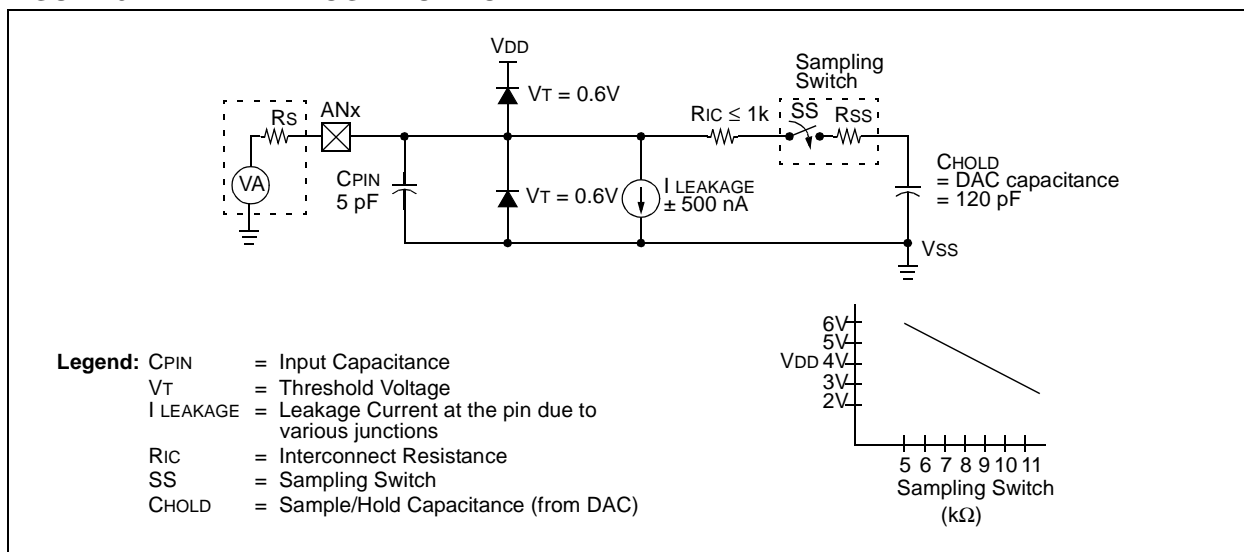 VDD
Sampling
Switch
VT = 0.6V
ANx
RS
RIC ≤ 1k
SS
RSS
VA
CPIN
5 pF
VT = 0.6V
I LEAKAGE
± 500 nA
CHOLD
= DAC capacitance
= 120 pF
VSS
6V
5V
VDD 4V
3V
2V
5 6 7 8 9 10 11
Sampling Switch
(kΩ)
Legend: CPIN = Input Capacitance
VT = Threshold Voltage
I LEAKAGE = Leakage Current at the pin due to
various junctions
RIC = Interconnect Resistance
SS = Sampling Switch
CHOLD = Sample/Hold Capacitance (from DAC)